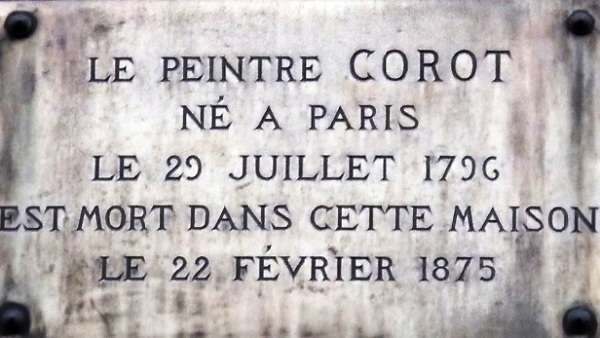 LE PEINTRE COROT
NÉ A PARIS
LE 29 JUILLET 1796
EST MORT DANS CETTE MAISON
LE 22 FÉVRIER 1875